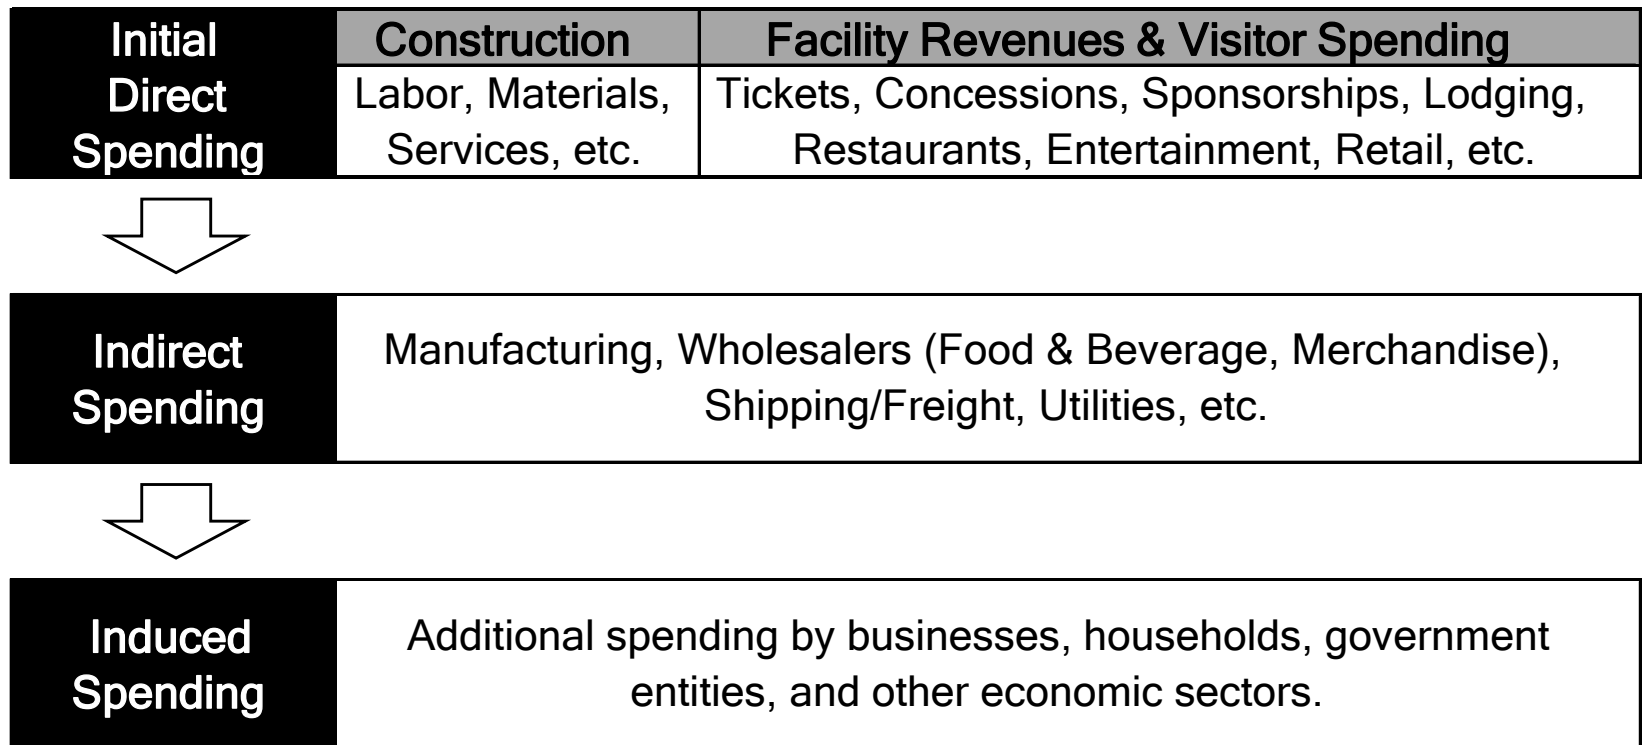 Initial
Direct
Spending
Construction
Facility Revenues & Visitor Spending
Labor, Materials,
Services, etc.
Tickets, Concessions, Sponsorships, Lodging,
Restaurants, Entertainment, Retail, etc.
Indirect
Spending
Manufacturing, Wholesalers (Food & Beverage, Merchandise),
Shipping/Freight, Utilities, etc.
Induced
Spending
Additional spending by businesses, households, government
entities, and other economic sectors.